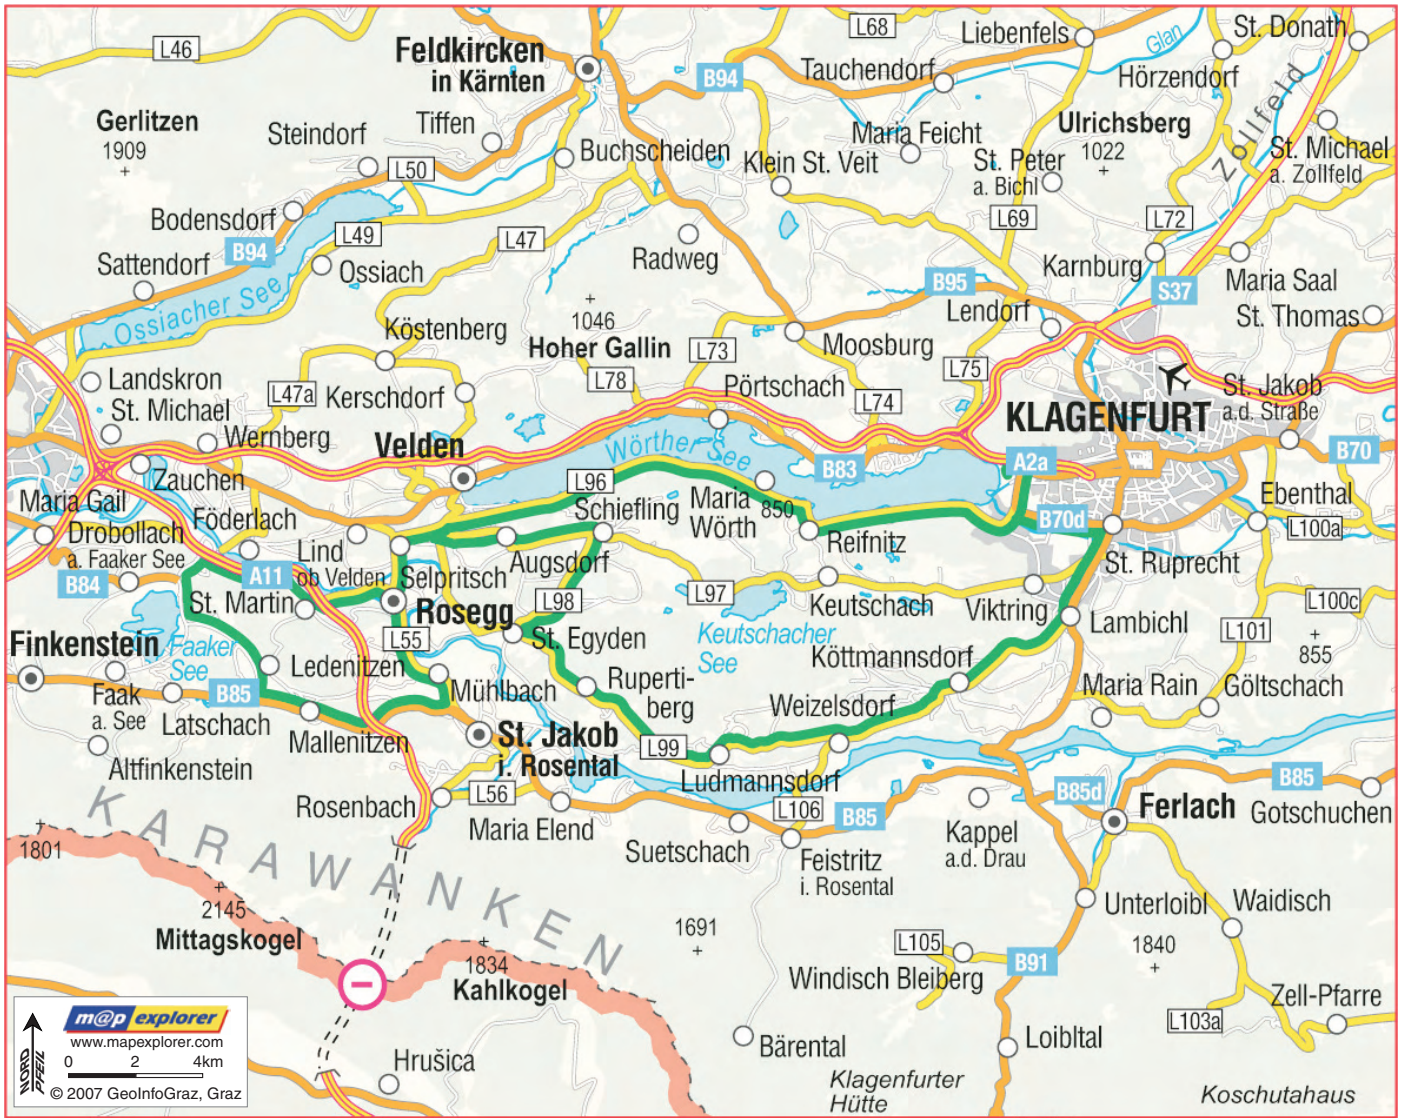 L46
Feldkirchen
in Kärnten
L68
Liebenfels
Glan
St. Donath
Tauchendorf
B94
Hörzendorf
Zollfeld
Gerlitzen
1909
Steindorf
Tiffen
Buchscheiden
Maria Feicht
Ulrichsberg
1022
Klein St. Veit
St. Peter
a. Bichl
St. Michael
a. Zollfeld
L50
Bodensdorf
B94
L49
L47
L69
L72
Sattendorf
Ossiach
Radweg
Karnburg
Maria Saal
B95
S37
Ossiacher See
1046
Hoher Gallin
Lendorf
St. Thomas
Köstenberg
L73
Moosburg
L75
Landskron
L47a
Kerschdorf
L78
Pörtschach
L74
St. Jakob
a.d. Straße
St. Michael
Wernberg
Velden
KLAGENFURT
Wörther See
B83
A2a
B70
Zauchen
Maria Gail
L96
Schiefling
Maria
Wörth
850
B70d
Ebenthal
L100a
Drobollach
a. Faaker See
Föderlach
Lind
ob Velden
Augsdorf
Reifnitz
St. Ruprecht
B84
A11
Selpritsch
St. Martin
Rosegg
L98
L97
Keutschach
Viktring
L100c
Lambichl
Finkenstein
Faaker
See
L55
St. Egyden
Keutschacher
See
L101
855
Ledenitzen
Köttmannsdorf
Faak
a. See
B85
Mühlbach
Ruperti-
berg
Maria Rain
Göltschach
Latschach
Weizelsdorf
Mallenitzen
St. Jakob
i. Rosental
L99
Altfinkenstein
Ludmannsdorf
Rosenbach
L56
L106
B85
B85d
B85
Gotschuchen
Ferlach
KARAWANKEN
Maria Elend
Kappel
a.d. Drau
1801
Suetschach
Feistritz
i. Rosental
2145
Mittagskogel
Unterloibl
Waidisch
1691
L105
1840
1834
Kahlkogel
Windisch Bleiberg
B91
Zell-Pfarre
L103a
m@p explorer
www.mapexplorer.com
0 2 4km
NORD
PFEIL
© 2007 GeoInfoGraz, Graz
Hrušica
Bärental
Loibltal
Klagenfurter
Hütte
Koschutahaus